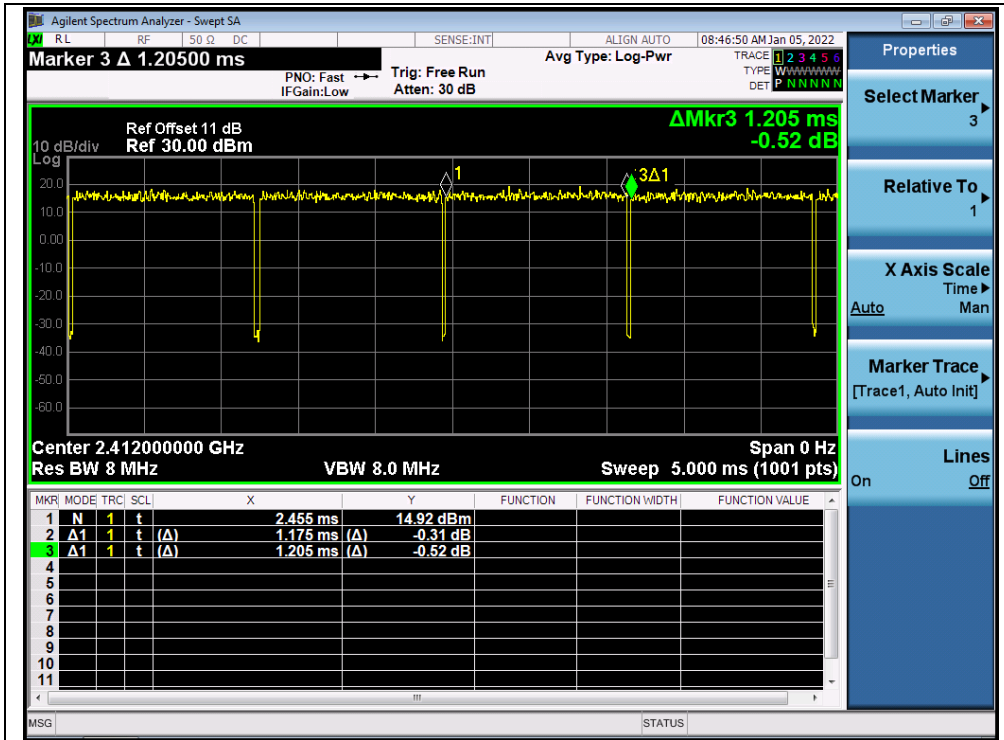 Agilent Spectrum Analyzer - Swept SA
LXI RL RF 50 Ω DC SENSE:INT ALIGN AUTO 08:46:50 AM Jan 05, 2022
Marker 3 Δ 1.20500 ms
PNO: Fast
IFGain:Low
Trig: Free Run
Atten: 30 dB
Avg Type: Log-Pwr
TRACE 1 2 3 4 5 6
TYPE WWWWWW
DET P N N N N N
ΔMkr3 1.205 ms
-0.52 dB
Ref Offset 11 dB
10 dB/div Ref 30.00 dBm
Log
20.0
10.0
0.00
-10.0
-20.0
-30.0
-40.0
-50.0
-60.0
1
3Δ1
Center 2.412000000 GHz Span 0 Hz
Res BW 8 MHz VBW 8.0 MHz Sweep 5.000 ms (1001 pts)
MKR MODE TRC SCL X Y FUNCTION FUNCTION WIDTH FUNCTION VALUE
1 N 1 t 2.455 ms 14.92 dBm
2 Δ1 1 t (Δ) 1.175 ms (Δ) -0.31 dB
3 Δ1 1 t (Δ) 1.205 ms (Δ) -0.52 dB
4
5
6
7
8
9
10
11
MSG STATUS
Properties
Select Marker
3
Relative To
1
X Axis Scale
Time
Auto Man
Marker Trace
[Trace1, Auto Init]
Lines
On Off